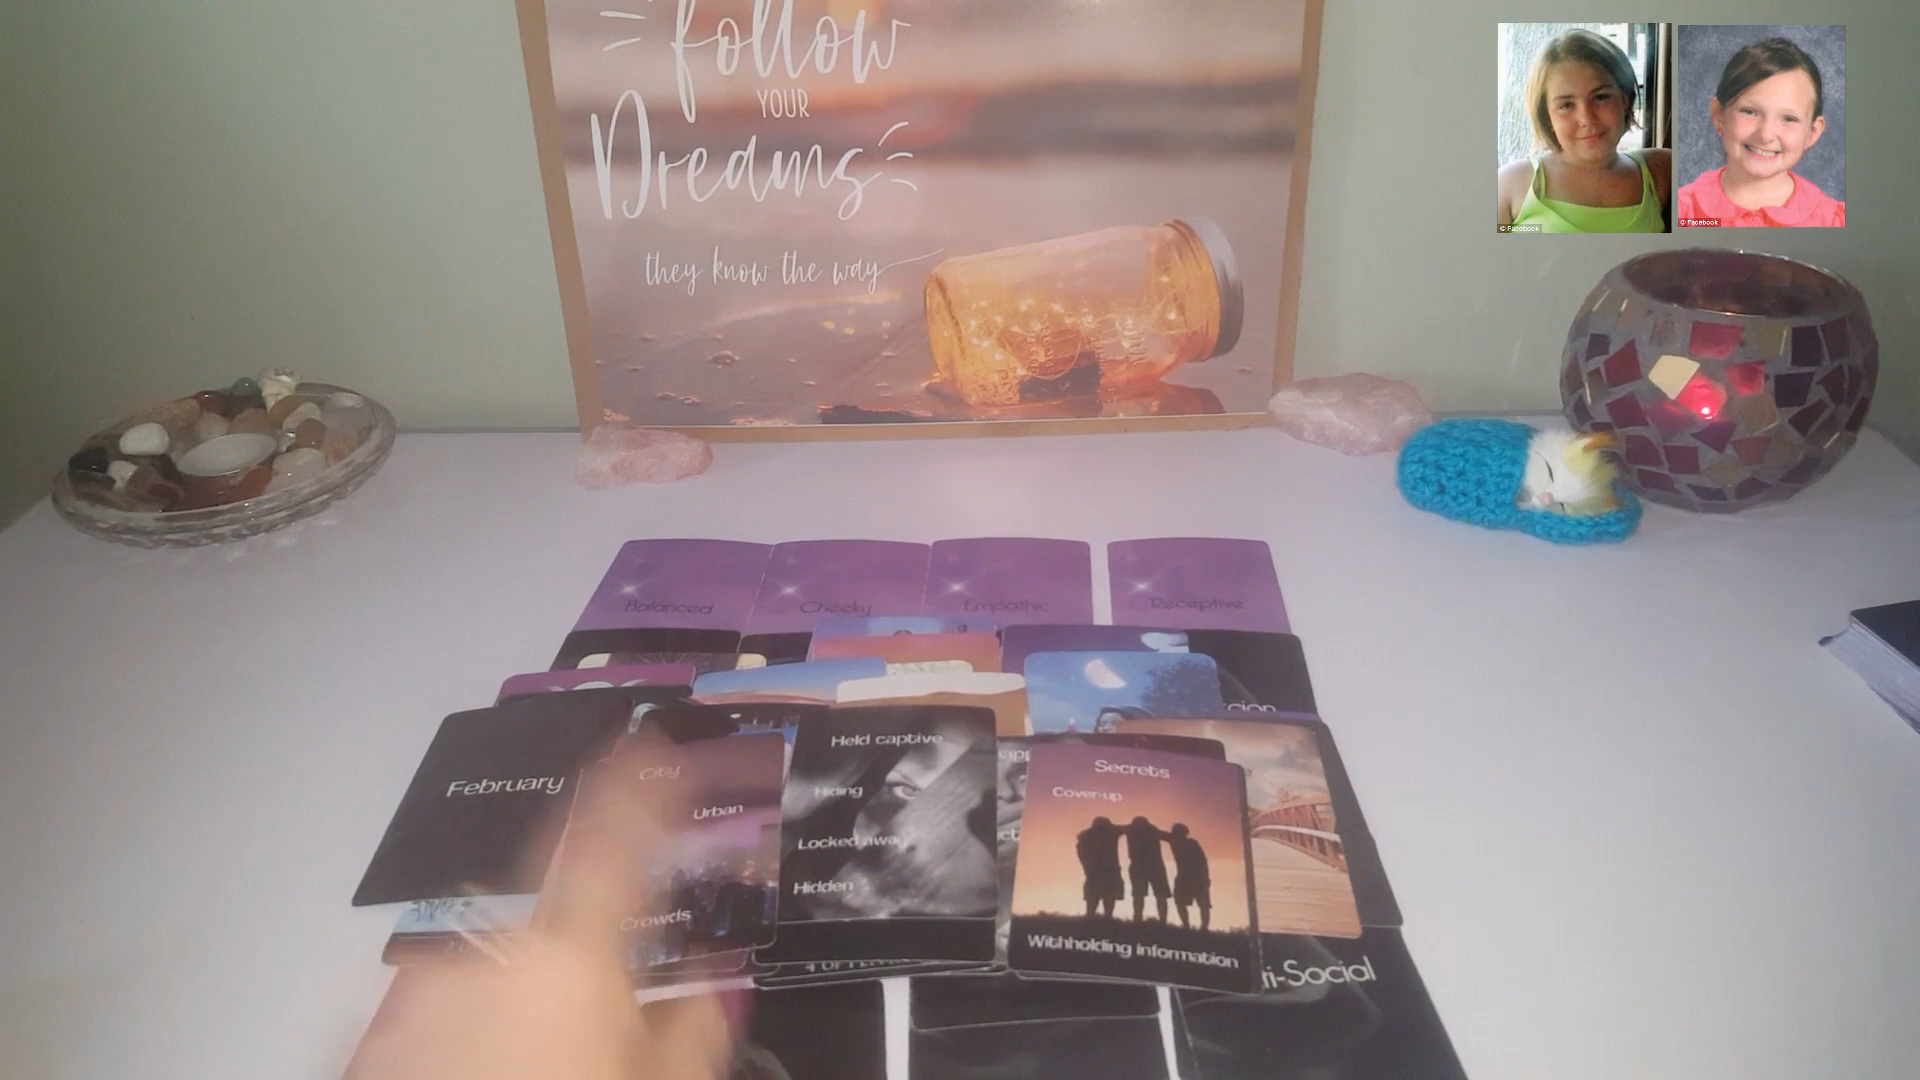 follow
YOUR
Dreams
they know the way
© Facebook
© Facebook
Balanced
Cheeky
Empathic
Receptive
February
City
Urban
Crowds
Held captive
Hiding
Locked away
Hidden
Secrets
Cover-up
Withholding information